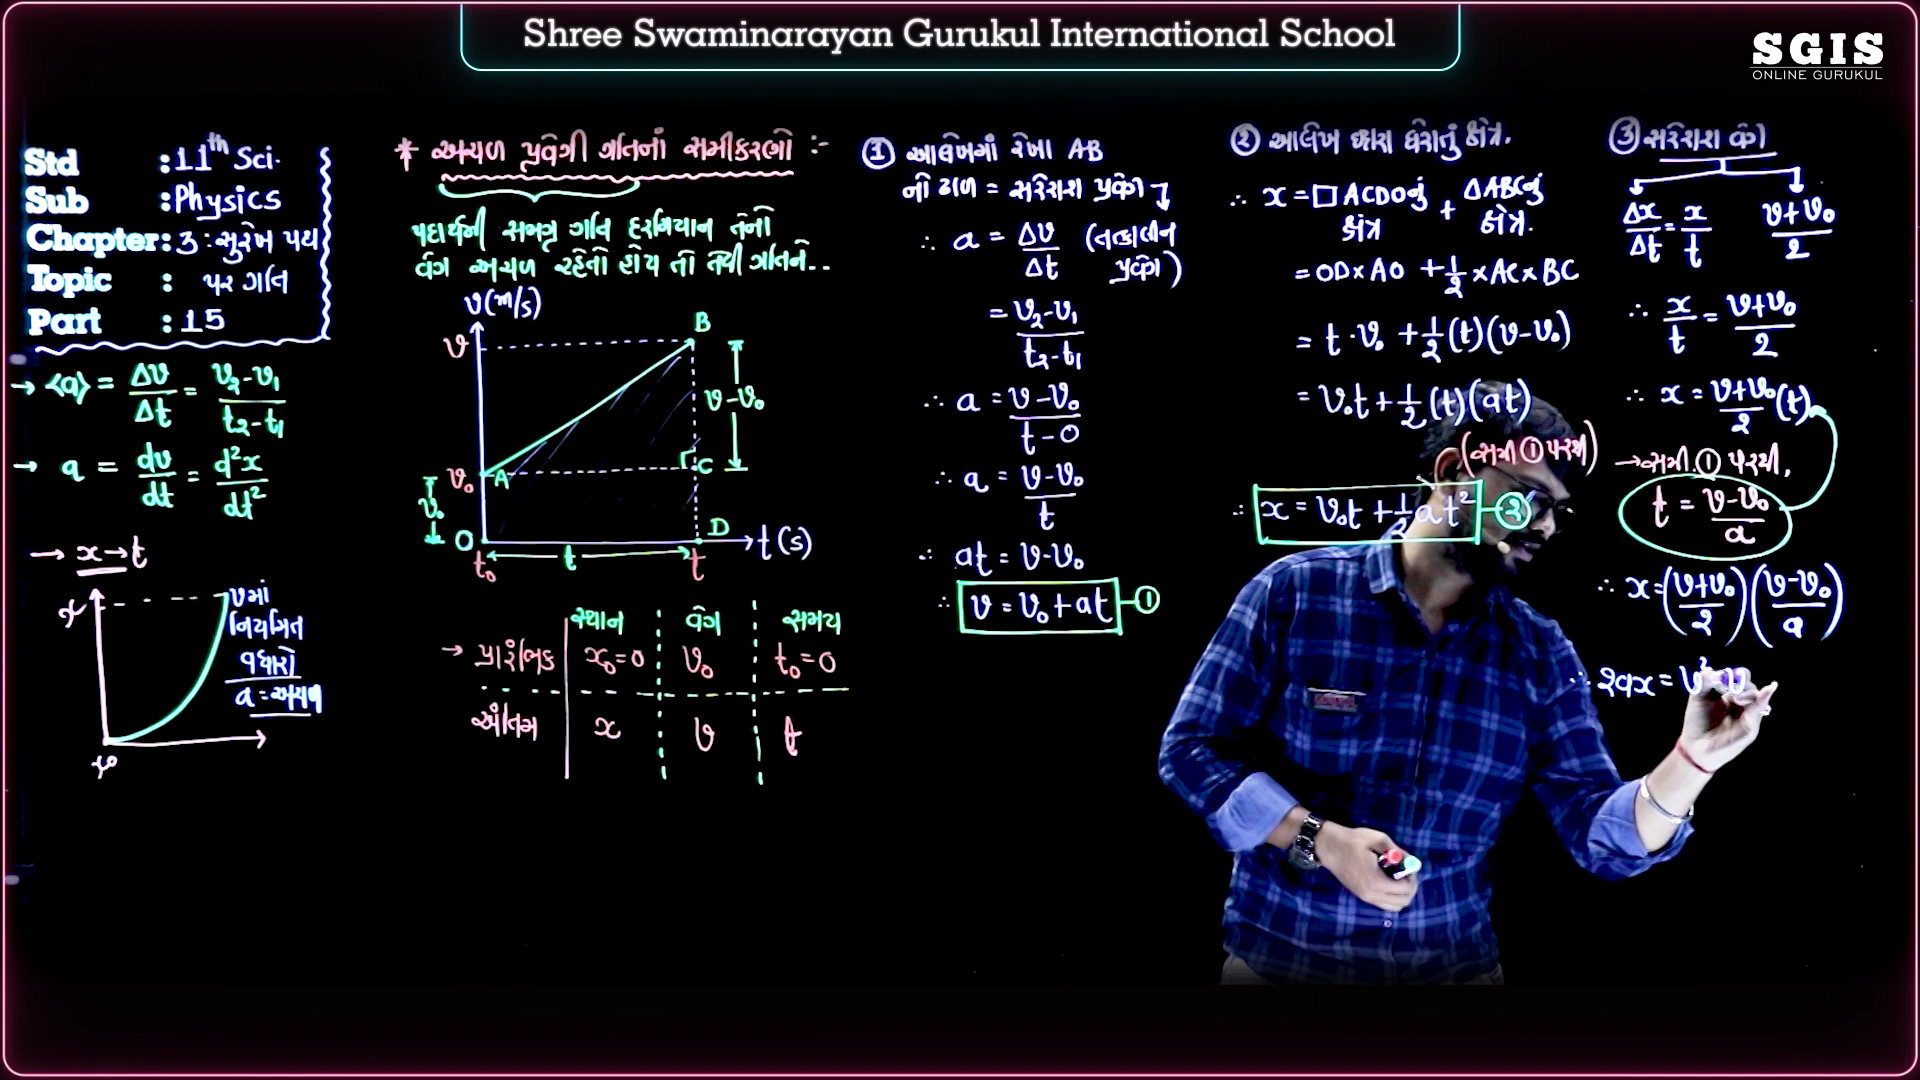 Shree Swaminarayan Gurukul International School
SGIS
ONLINE GURUKUL
Std : 11th Sci.
Sub : Physics
Chapter : 3 : સુરેખ પથ
Topic : પર ગતિ
Part : 15
→ <a> = Δv/Δt = v₂-v₁/t₂-t₁
→ a = dv/dt = d²x/dt²
→ x→t
x
vમાં
નિયમિત
વધારો
a = અચળ
* અચળ પ્રવેગી ગતિનાં સમીકરણો :-
પદાર્થની સમગ્ર ગતિ દરમિયાન તેનો
વેગ અચળ રહેતો હોય તો તેવી ગતિને..
v(m/s)
v
B
v-v₀
v₀
A
C
v₀
O
D
t(s)
t₀
t
t
સ્થાન વેગ સમય
→ પ્રારંભિક x₀=0 v₀ t₀=0
અંતિમ x v t
① આલેખમાં રેખા AB
નો ઢાળ = સરેરાશ પ્રવેગ
∴ a = Δv/Δt (તત્કાલીન પ્રવેગ)
= v₂-v₁/t₂-t₁
∴ a = v-v₀/t-0
∴ a = v-v₀/t
∴ at = v-v₀
∴ v = v₀+at -①
② આલેખ દ્વારા ઘેરાતું ક્ષેત્ર.
∴ x = □ACDOનું ક્ષેત્ર + ΔABCનું ક્ષેત્ર.
= OD×AO + 1/2×AC×BC
= t·v₀ + 1/2(t)(v-v₀)
= v₀t + 1/2(t)(at)
(સમી ① પરથી)
∴ x = v₀t + 1/2at² -②
③ સરેરાશ વેગ
Δx/Δt = x/t
v+v₀/2
∴ x/t = v+v₀/2
∴ x = v+v₀/2 (t)
→ સમી. ① પરથી,
t = v-v₀/a
∴ x = (v+v₀/2)(v-v₀/a)
∴ 2ax = v²-v